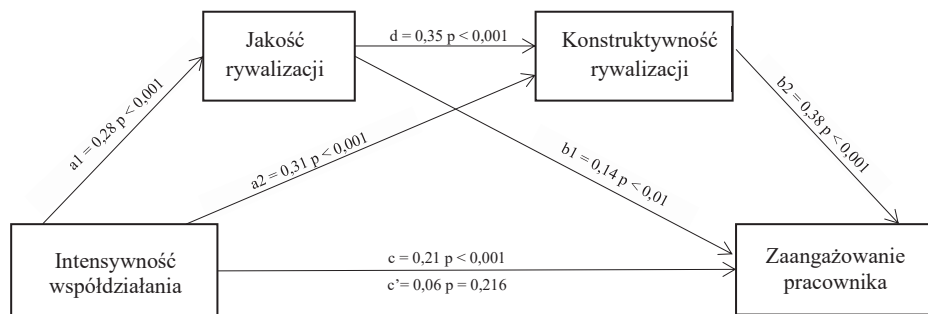 Jakość
rywalizacji
d = 0,35 p < 0,001
Konstruktywność
rywalizacji
a1 = 0,28 p < 0,001
a2 = 0,31 p < 0,001
b1 = 0,14 p < 0,01
b2 = 0,38 p < 0,001
Intensywność
współdziałania
c = 0,21 p < 0,001
c’= 0,06 p = 0,216
Zaangażowanie
pracownika